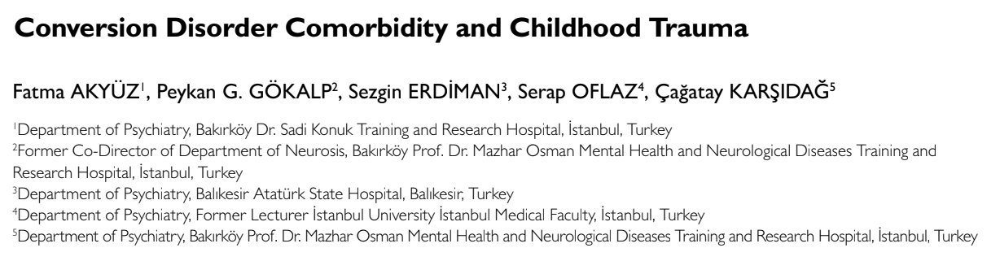 Conversion Disorder Comorbidity and Childhood Trauma
Fatma AKYÜZ¹, Peykan G. GÖKALP², Sezgin ERDİMAN³, Serap OFLAZ⁴, Çağatay KARŞIDAĞ⁵
¹Department of Psychiatry, Bakırköy Dr. Sadi Konuk Training and Research Hospital, İstanbul, Turkey
²Former Co-Director of Department of Neurosis, Bakırköy Prof. Dr. Mazhar Osman Mental Health and Neurological Diseases Training and
Research Hospital, İstanbul, Turkey
³Department of Psychiatry, Balıkesir Atatürk State Hospital, Balıkesir, Turkey
⁴Department of Psychiatry, Former Lecturer İstanbul University İstanbul Medical Faculty, İstanbul, Turkey
⁵Department of Psychiatry, Bakırköy Prof. Dr. Mazhar Osman Mental Health and Neurological Diseases Training and Research Hospital, İstanbul, Turkey